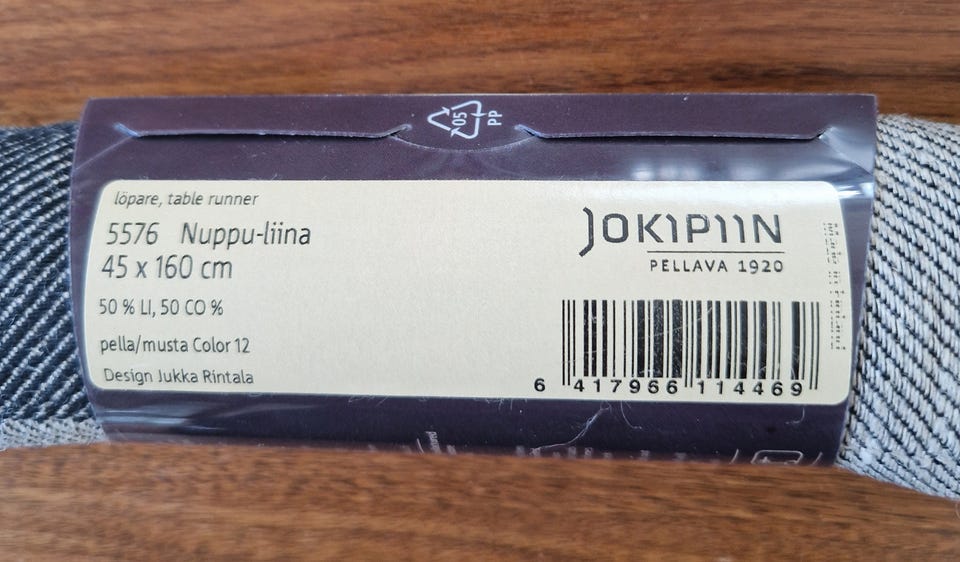 05
PP
löpare, table runner
5576 Nuppu-liina
45 x 160 cm
50 % LI, 50 CO %
pella/musta Color 12
Design Jukka Rintala
JOKIPIIN
PELLAVA 1920
6 417966 114469